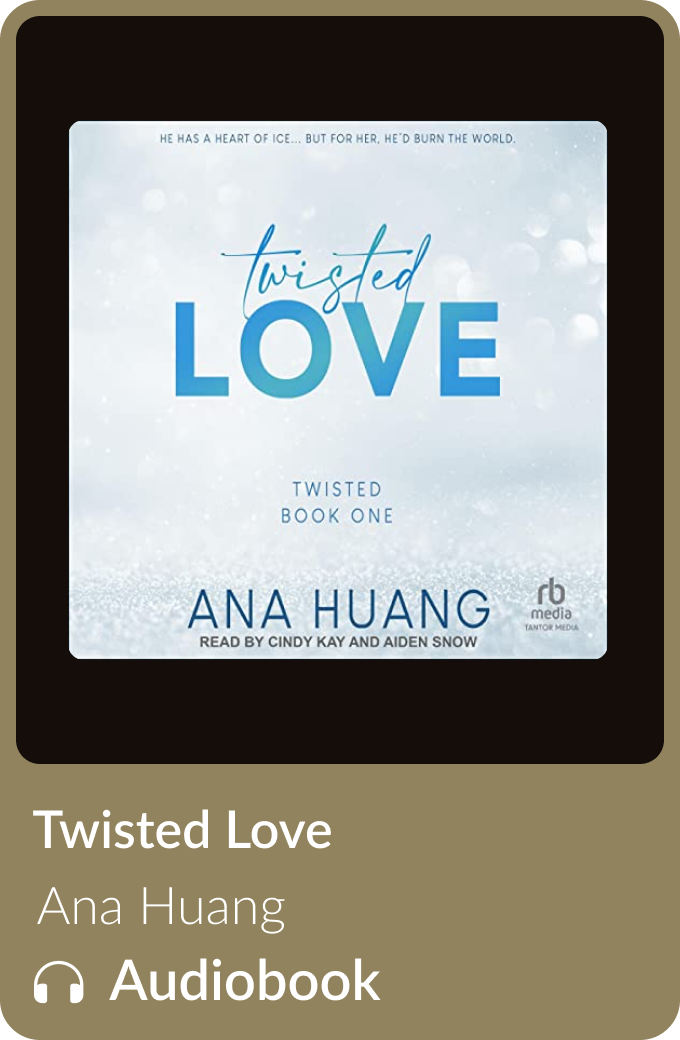 HE HAS A HEART OF ICE... BUT FOR HER, HE'D BURN THE WORLD.
twisted
LOVE
TWISTED
BOOK ONE
ANA HUANG
READ BY CINDY KAY AND AIDEN SNOW
rb
media
TANTOR MEDIA
Twisted Love
Ana Huang
Audiobook